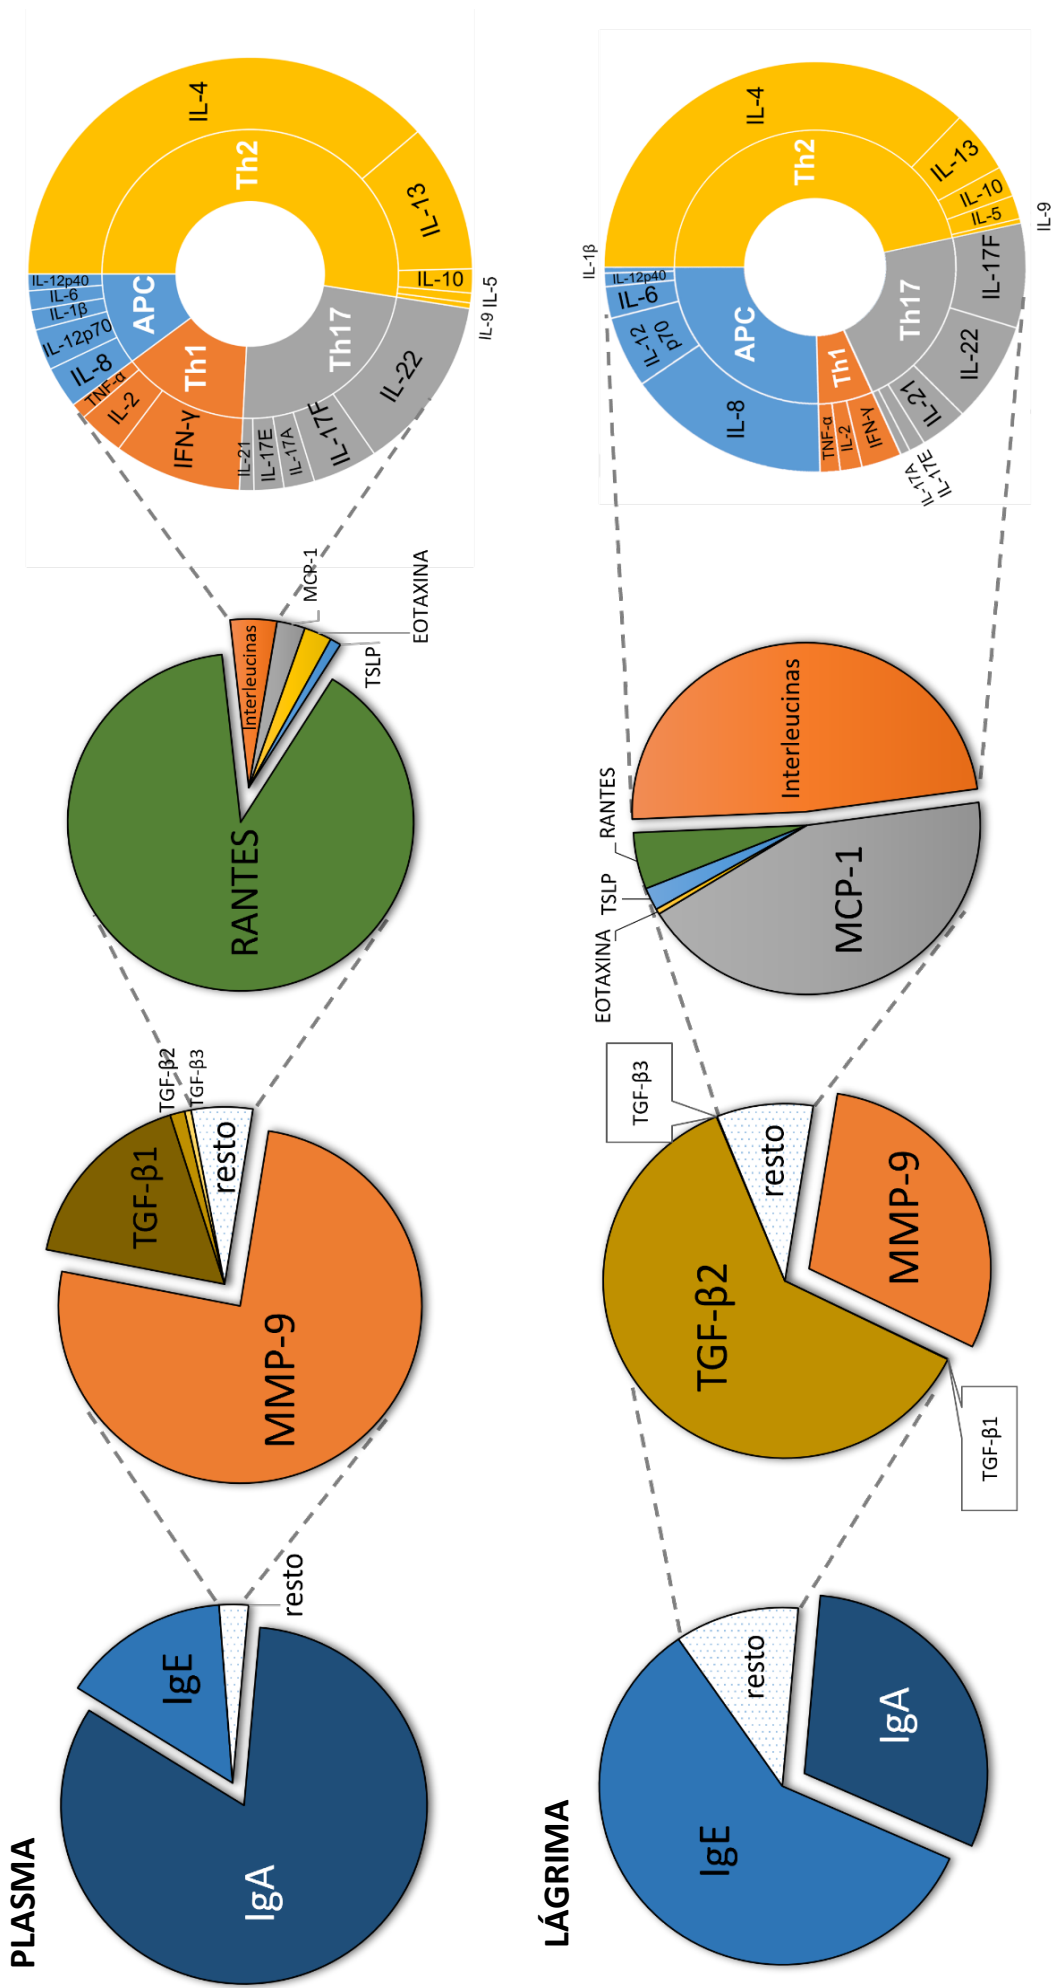 PLASMA
IgA
IgE
resto
MMP-9
TGF-β1
TGF-β2
TGF-β3
resto
RANTES
Interleucinas
MCP-1
EOTAXINA
TSLP
Th2
IL-4
IL-13
IL-10
IL-5
IL-9
Th17
IL-22
IL-17F
IL-17A
IL-17E
IL-21
Th1
IFN-γ
IL-2
TNF-α
APC
IL-8
IL-12p70
IL-1β
IL-6
IL-12p40
LÁGRIMA
IgE
resto
IgA
TGF-β2
TGF-β3
resto
MMP-9
TGF-β1
EOTAXINA
TSLP
RANTES
Interleucinas
MCP-1
Th2
IL-4
IL-13
IL-10
IL-5
IL-9
Th17
IL-17F
IL-22
IL-21
IL-17E
IL-17A
Th1
IFN-γ
IL-2
TNF-α
APC
IL-8
IL-12
p70
IL-6
IL-12p40
IL-1β